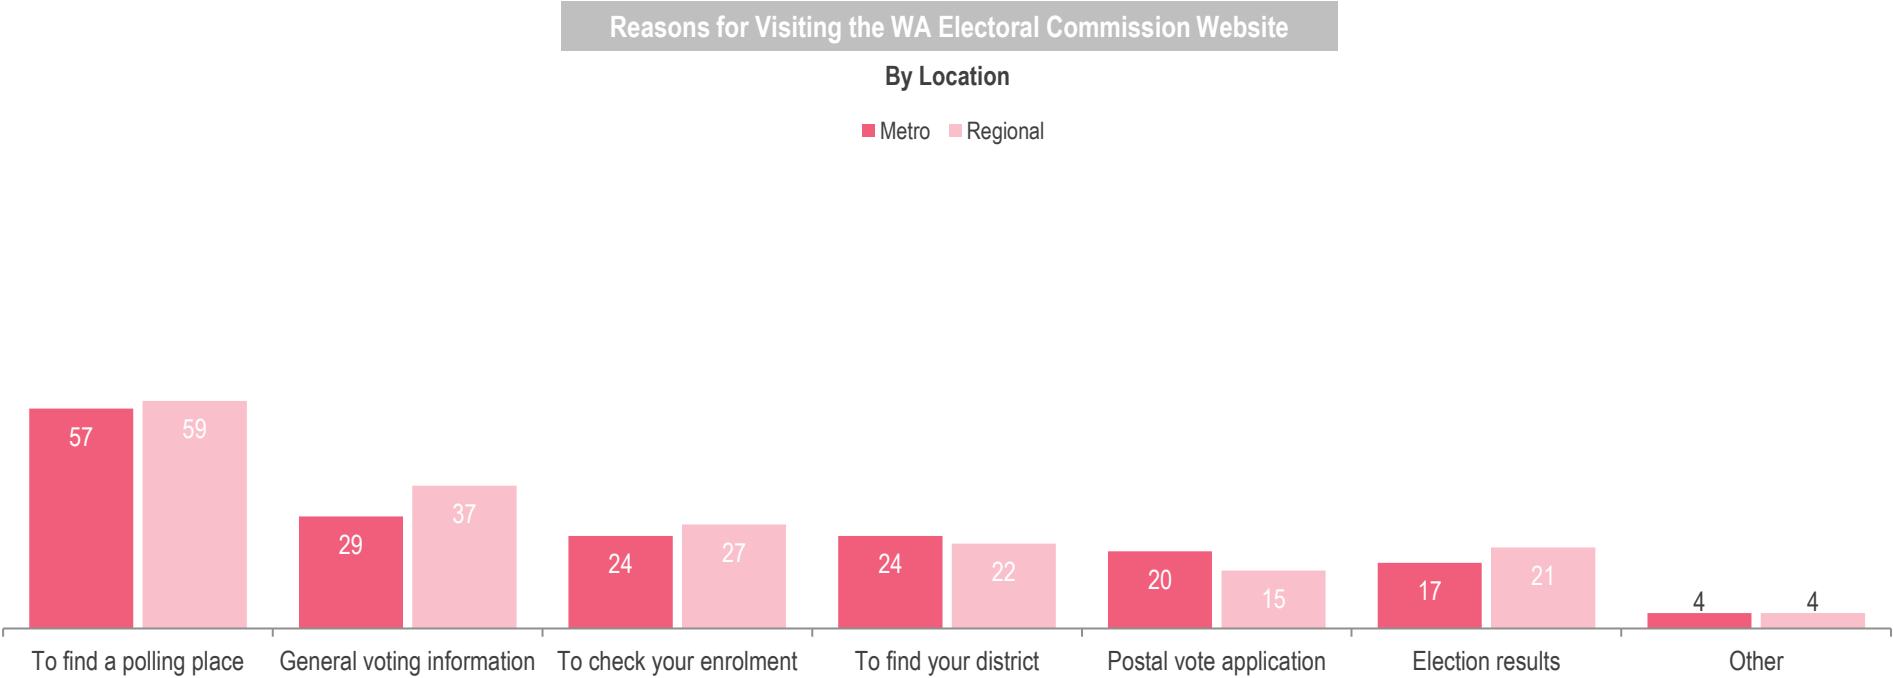 Reasons for Visiting the WA Electoral Commission Website
By Location
Metro Regional
57 59 29 37 24 27 24 22 20 15 17 21 4 4
To find a polling place General voting information To check your enrolment To find your district Postal vote application Election results Other